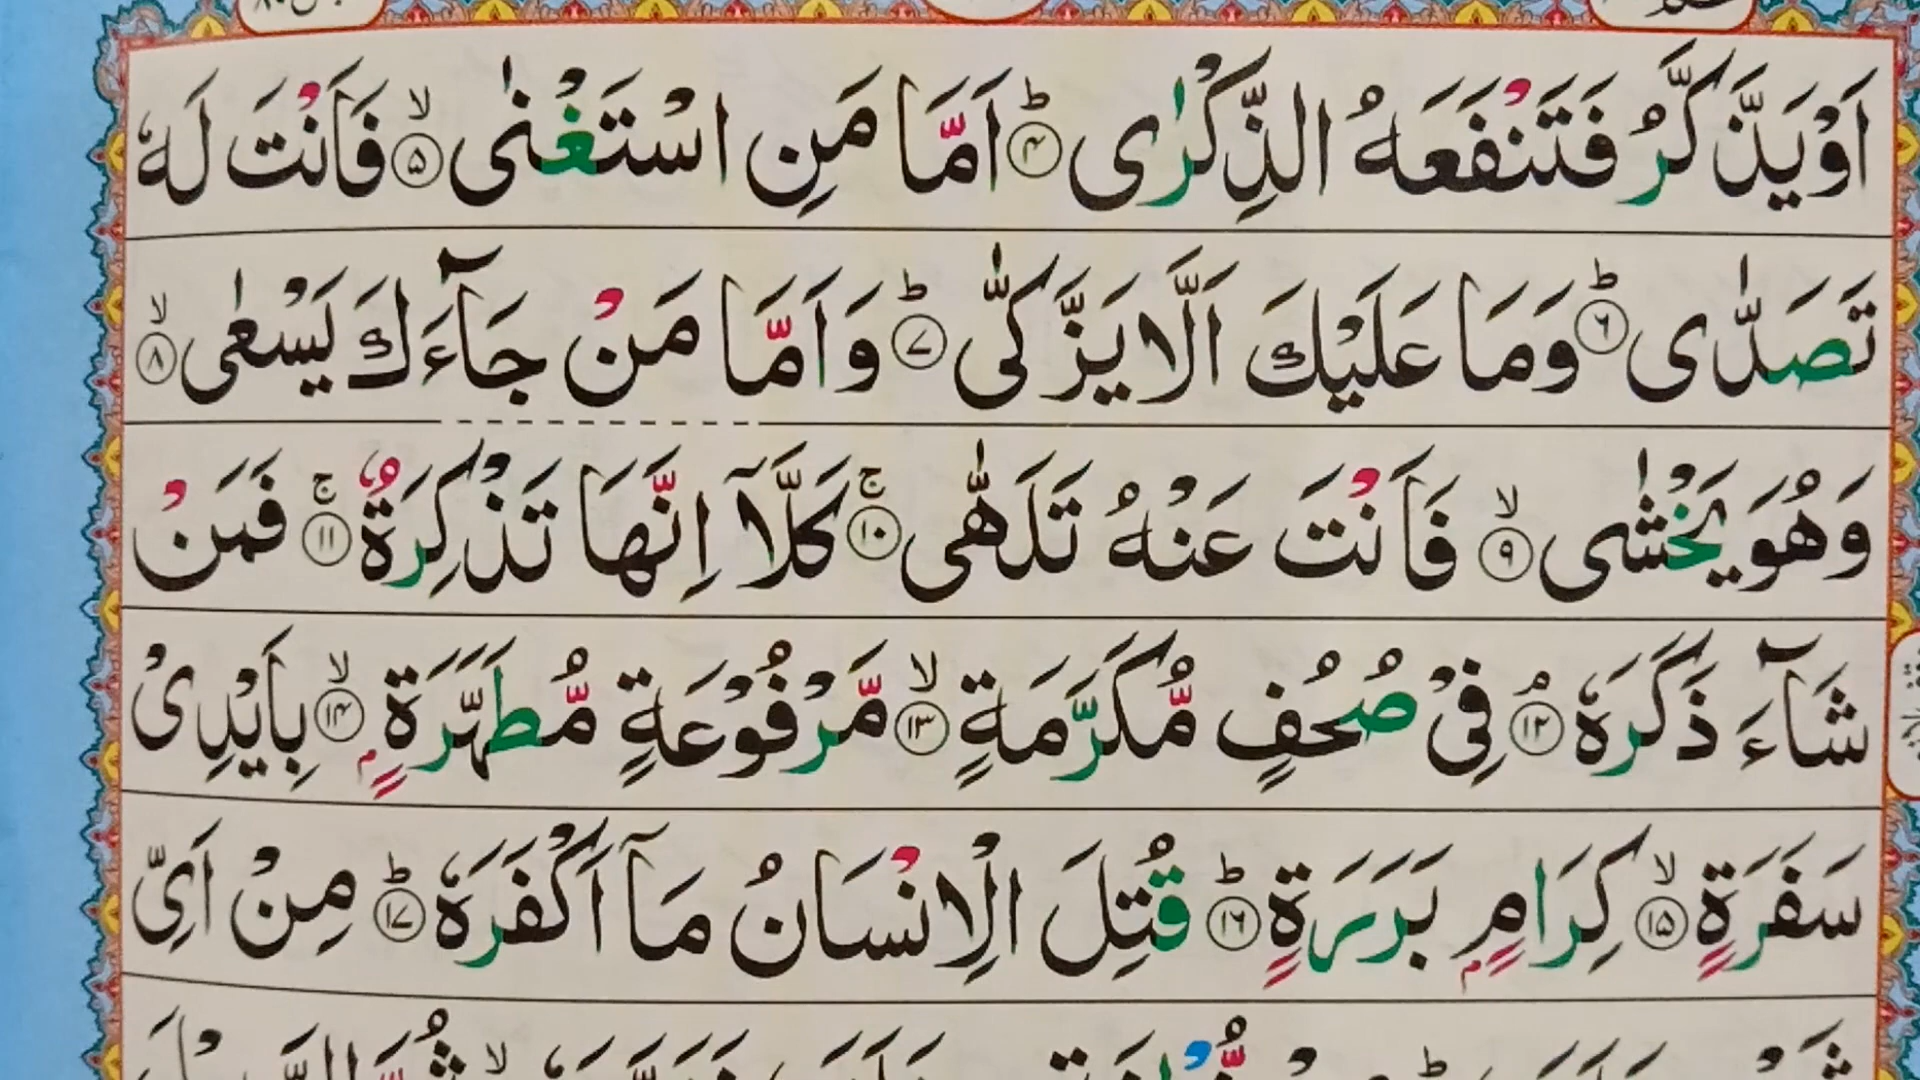 اَوْ يَذَّكَّرُ فَتَنْفَعَهُ الذِّكْرٰى ؕ﴿۴﴾ اَمَّا مَنِ اسْتَغْنٰى ۙ﴿۵﴾ فَاَنْتَ لَهٗ
تَصَدّٰى ؕ﴿۶﴾ وَمَا عَلَيْكَ اَلَّا يَزَّكّٰى ؕ﴿۷﴾ وَاَمَّا مَنْ جَآءَكَ يَسْعٰى ۙ﴿۸﴾
وَهُوَ يَخْشٰى ۙ﴿۹﴾ فَاَنْتَ عَنْهُ تَلَهّٰى ۚ﴿۱۰﴾ كَلَّاۤ اِنَّهَا تَذْكِرَةٌ ۚ﴿۱۱﴾ فَمَنْ
شَآءَ ذَكَرَهٗ ۘ﴿۱۲﴾ فِىْ صُحُفٍ مُّكَرَّمَةٍ ۙ﴿۱۳﴾ مَّرْفُوْعَةٍ مُّطَهَّرَةٍۭ ۙ﴿۱۴﴾ بِاَيْدِىْ
سَفَرَةٍ ۙ﴿۱۵﴾ كِرَامٍۭ بَرَرَةٍ ؕ﴿۱۶﴾ قُتِلَ الْاِنْسَانُ مَاۤ اَكْفَرَهٗ ؕ﴿۱۷﴾ مِنْ اَىِّ